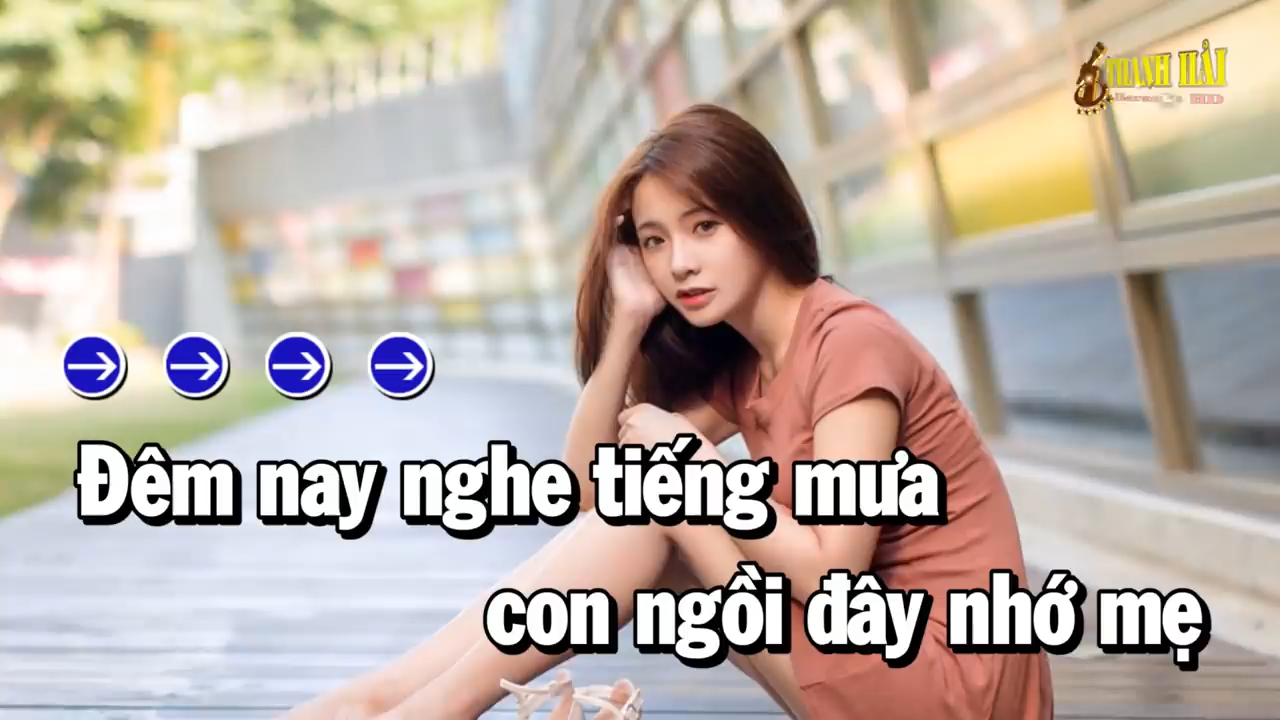 THANH HẢI
Đêm nay nghe tiếng mưa
con ngồi đây nhớ mẹ